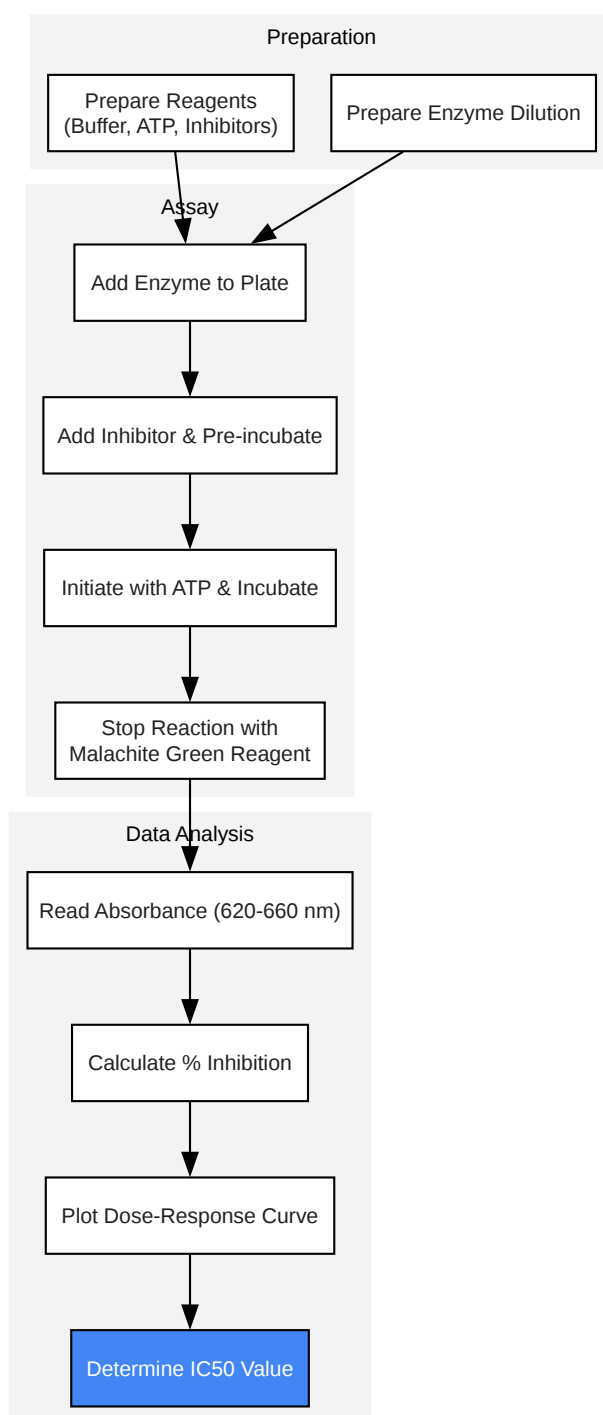 Preparation
Prepare Reagents
(Buffer, ATP, Inhibitors)
Prepare Enzyme Dilution
Assay
Add Enzyme to Plate
Add Inhibitor & Pre-incubate
Initiate with ATP & Incubate
Stop Reaction with
Malachite Green Reagent
Data Analysis
Read Absorbance (620-660 nm)
Calculate % Inhibition
Plot Dose-Response Curve
Determine IC50 Value